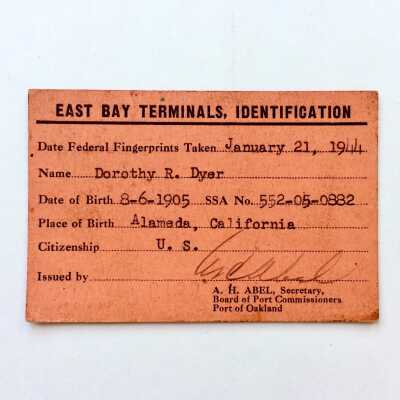 EAST BAY TERMINALS, IDENTIFICATION
Date Federal Fingerprints Taken January 21, 1944
Name Dorothy R. Dyer
Date of Birth 8-6-1905 SSA No. 552-05-0882
Place of Birth Alameda, California
Citizenship U. S.
Issued by
A. H. ABEL, Secretary,
Board of Port Commissioners
Port of Oakland